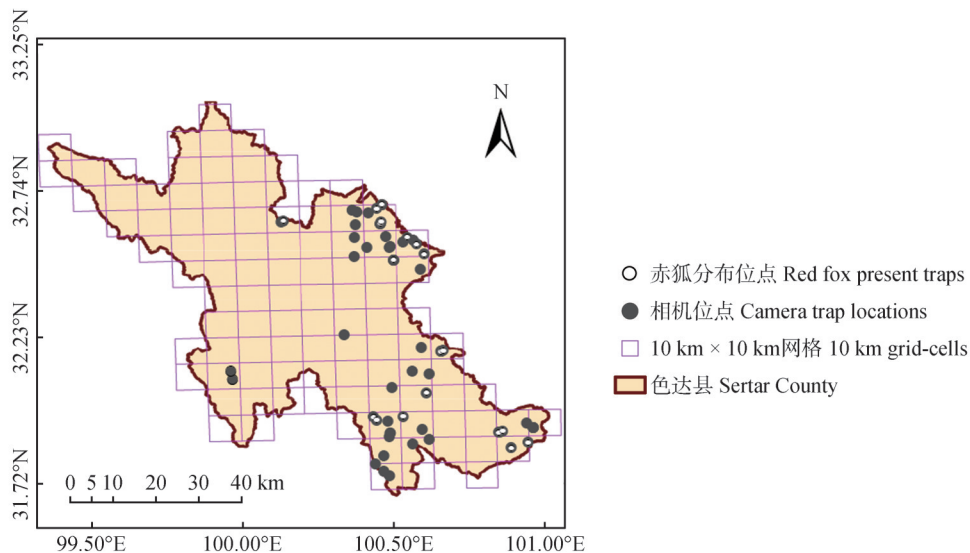 33.25°N
N
32.74°N
32.23°N
31.72°N
0 5 10 20 30 40 km
99.50°E 100.00°E 100.50°E 101.00°E
赤狐分布位点 Red fox present traps
相机位点 Camera trap locations
10 km × 10 km网格 10 km grid-cells
色达县 Sertar County